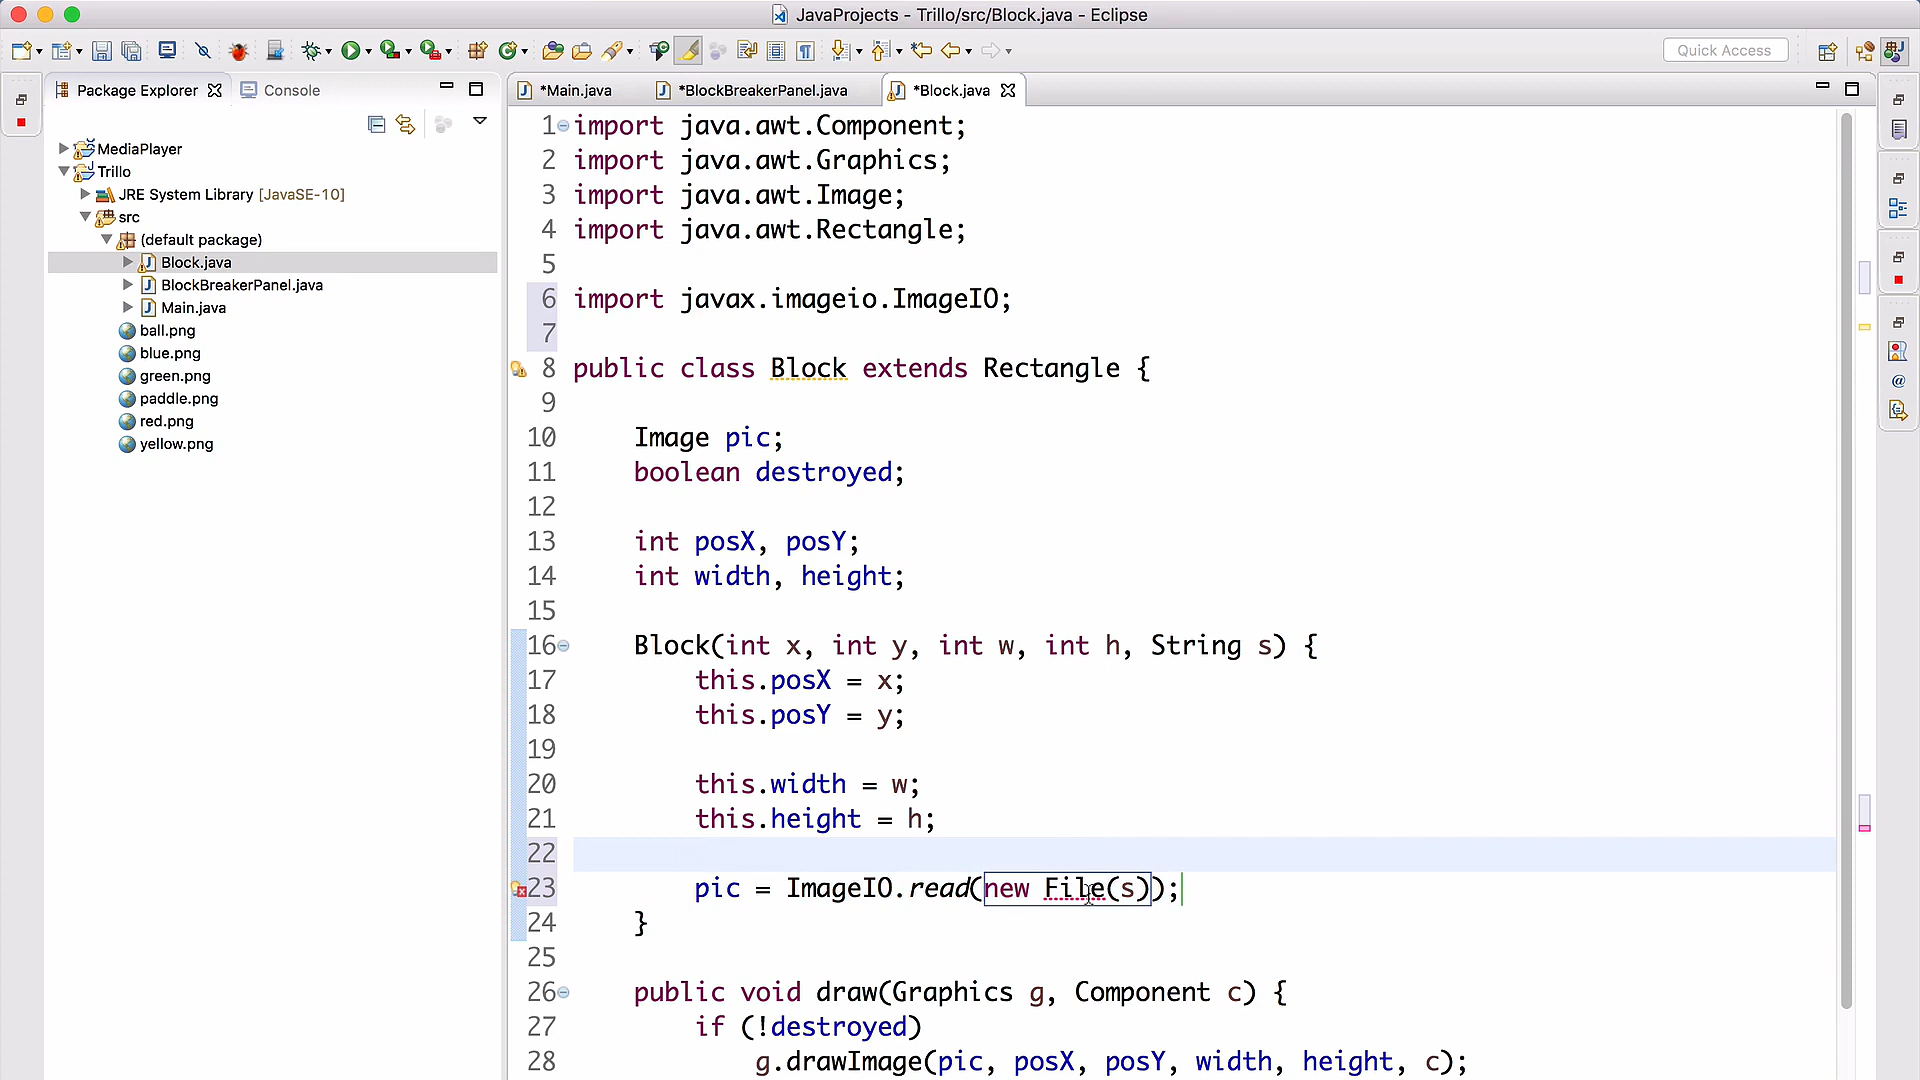 JavaProjects - Trillo/src/Block.java - Eclipse
Quick Access
Package Explorer
Console
*Main.java
*BlockBreakerPanel.java
*Block.java
MediaPlayer
Trillo
JRE System Library [JavaSE-10]
src
(default package)
Block.java
BlockBreakerPanel.java
Main.java
ball.png
blue.png
green.png
paddle.png
red.png
yellow.png
1 import java.awt.Component;
2 import java.awt.Graphics;
3 import java.awt.Image;
4 import java.awt.Rectangle;
5
6 import javax.imageio.ImageIO;
7
8 public class Block extends Rectangle {
9
10 Image pic;
11 boolean destroyed;
12
13 int posX, posY;
14 int width, height;
15
16 Block(int x, int y, int w, int h, String s) {
17 this.posX = x;
18 this.posY = y;
19
20 this.width = w;
21 this.height = h;
22
23 pic = ImageIO.read(new File(s));
24 }
25
26 public void draw(Graphics g, Component c) {
27 if (!destroyed)
28 g.drawImage(pic, posX, posY, width, height, c);